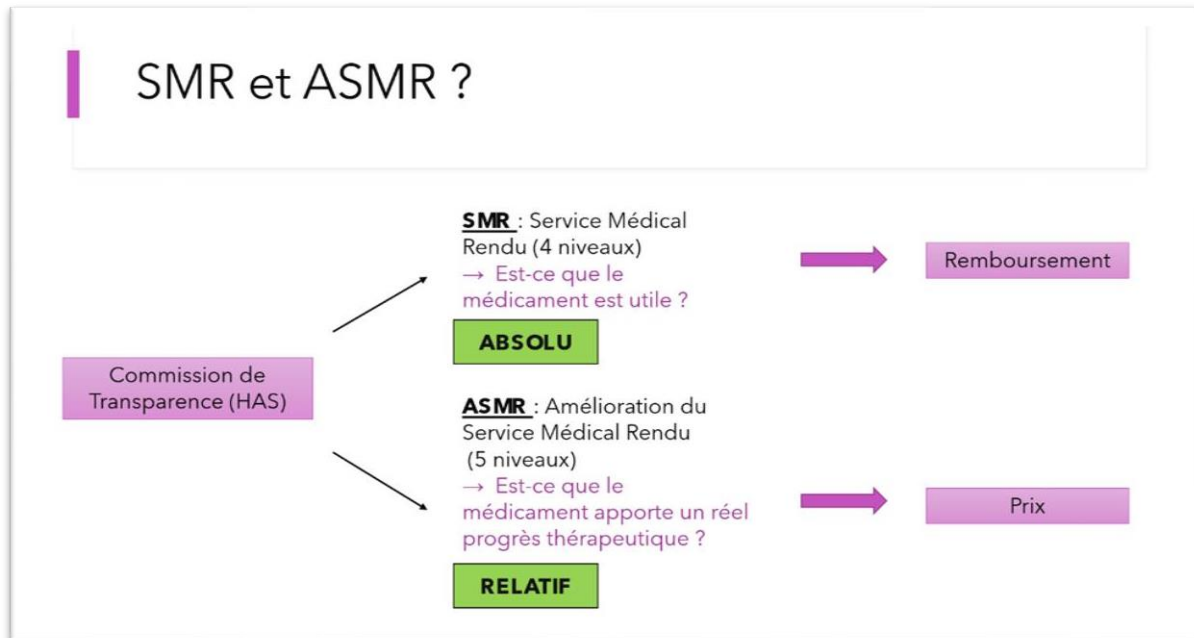 SMR et ASMR ?
SMR : Service Médical
Rendu (4 niveaux)
→ Est-ce que le
médicament est utile ?
ABSOLU
Remboursement
Commission de
Transparence (HAS)
ASMR : Amélioration du
Service Médical Rendu
(5 niveaux)
→ Est-ce que le
médicament apporte un réel
progrès thérapeutique ?
RELATIF
Prix